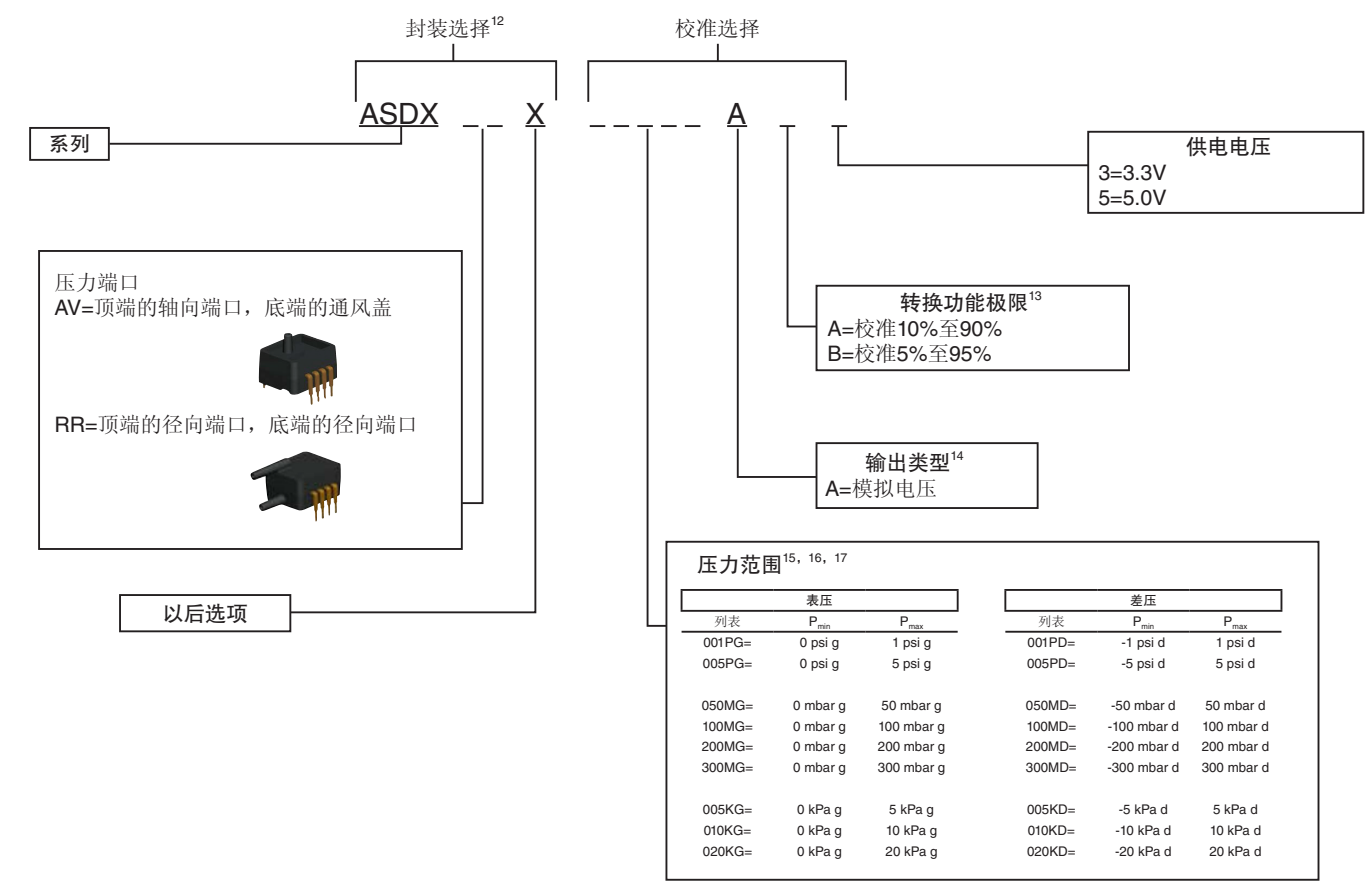 封装选择12
校准选择
ASDX _ _ X _ _ _ _ _ A _ _
系列
供电电压
3=3.3V
5=5.0V
压力端口
AV=顶端的轴向端口，底端的通风盖
RR=顶端的径向端口，底端的径向端口
转换功能极限13
A=校准10%至90%
B=校准5%至95%
输出类型14
A=模拟电压
以后选项
压力范围15，16，17
表压 差压
列表 Pmin Pmax 列表 Pmin Pmax
001PG= 0 psi g 1 psi g 001PD= -1 psi d 1 psi d
005PG= 0 psi g 5 psi g 005PD= -5 psi d 5 psi d
050MG= 0 mbar g 50 mbar g 050MD= -50 mbar d 50 mbar d
100MG= 0 mbar g 100 mbar g 100MD= -100 mbar d 100 mbar d
200MG= 0 mbar g 200 mbar g 200MD= -200 mbar d 200 mbar d
300MG= 0 mbar g 300 mbar g 300MD= -300 mbar d 300 mbar d
005KG= 0 kPa g 5 kPa g 005KD= -5 kPa d 5 kPa d
010KG= 0 kPa g 10 kPa g 010KD= -10 kPa d 10 kPa d
020KG= 0 kPa g 20 kPa g 020KD= -20 kPa d 20 kPa d